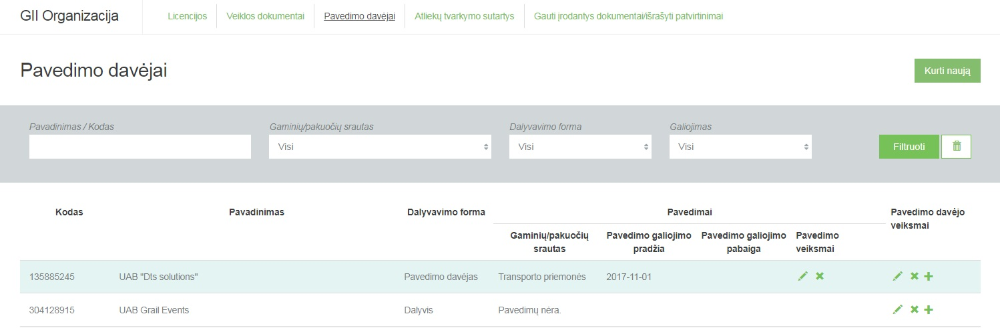 GII Organizacija
Licencijos
Veiklos dokumentai
Pavedimo davėjai
Atliekų tvarkymo sutartys
Gauti įrodantys dokumentai/išrašyti patvirtinimai
Pavedimo davėjai
Kurti naują
Pavadinimas / Kodas
Gaminių/pakuočių srautas
Dalyvavimo forma
Galiojimas
Visi
Visi
Visi
Filtruoti
Kodas
Pavadinimas
Dalyvavimo forma
Pavedimai
Pavedimo davėjo
veiksmai
Gaminių/pakuočių
srautas
Pavedimo galiojimo
pradžia
Pavedimo galiojimo
pabaiga
Pavedimo
veiksmai
135885245
UAB "Dts solutions"
Pavedimo davėjas
Transporto priemonės
2017-11-01
304128915
UAB Grail Events
Dalyvis
Pavedimų nėra.